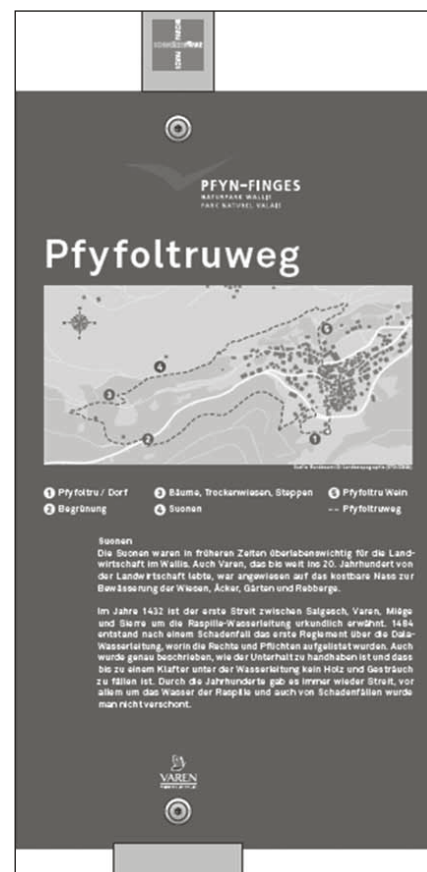 PFYN-FINGES
NATURPARK WALLIS
PARC NATUREL VALAIS
Pfyfoltruweg
4
5
3
2
1
1 Pfyfoltru / Dorf
3 Bäume, Trockenwiesen, Steppen
5 Pfyfoltru Wein
2 Begrünung
4 Suonen
-- Pfyfoltruweg
Suonen
Die Suonen waren in früheren Zeiten überlebenswichtig für die Land-
wirtschaft im Wallis. Auch Varen, das bis weit ins 20. Jahrhundert von
der Landwirtschaft lebte, war angewiesen auf das kostbare Nass zur
Bewässerung der Wiesen, Äcker, Gärten und Rebberge.
Im Jahre 1432 ist der erste Streit zwischen Salgesch, Varen, Miège
und Sierre um die Raspille-Wasserleitung urkundlich erwähnt. 1484
entstand nach einem Schadenfall das erste Reglement über die Dala-
Wasserleitung, worin die Rechte und Pflichten aufgelistet wurden. Auch
wurde genau beschrieben, wie der Unterhalt zu handhaben ist und dass
bis zu einem Klafter unter der Wasserleitung kein Holz und Gesträuch
zu fällen ist. Durch die Jahrhunderte gab es immer wieder Streit, vor
allem um das Wasser der Raspille und auch von Schadenfällen wurde
man nicht verschont.
VAREN